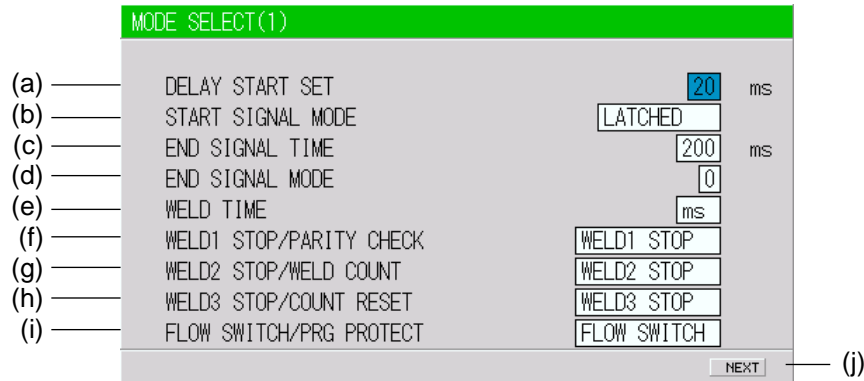 MODE SELECT(1)
(a) DELAY START SET 20 ms
(b) START SIGNAL MODE LATCHED
(c) END SIGNAL TIME 200 ms
(d) END SIGNAL MODE 0
(e) WELD TIME ms
(f) WELD1 STOP/PARITY CHECK WELD1 STOP
(g) WELD2 STOP/WELD COUNT WELD2 STOP
(h) WELD3 STOP/COUNT RESET WELD3 STOP
(i) FLOW SWITCH/PRG PROTECT FLOW SWITCH
NEXT (j)